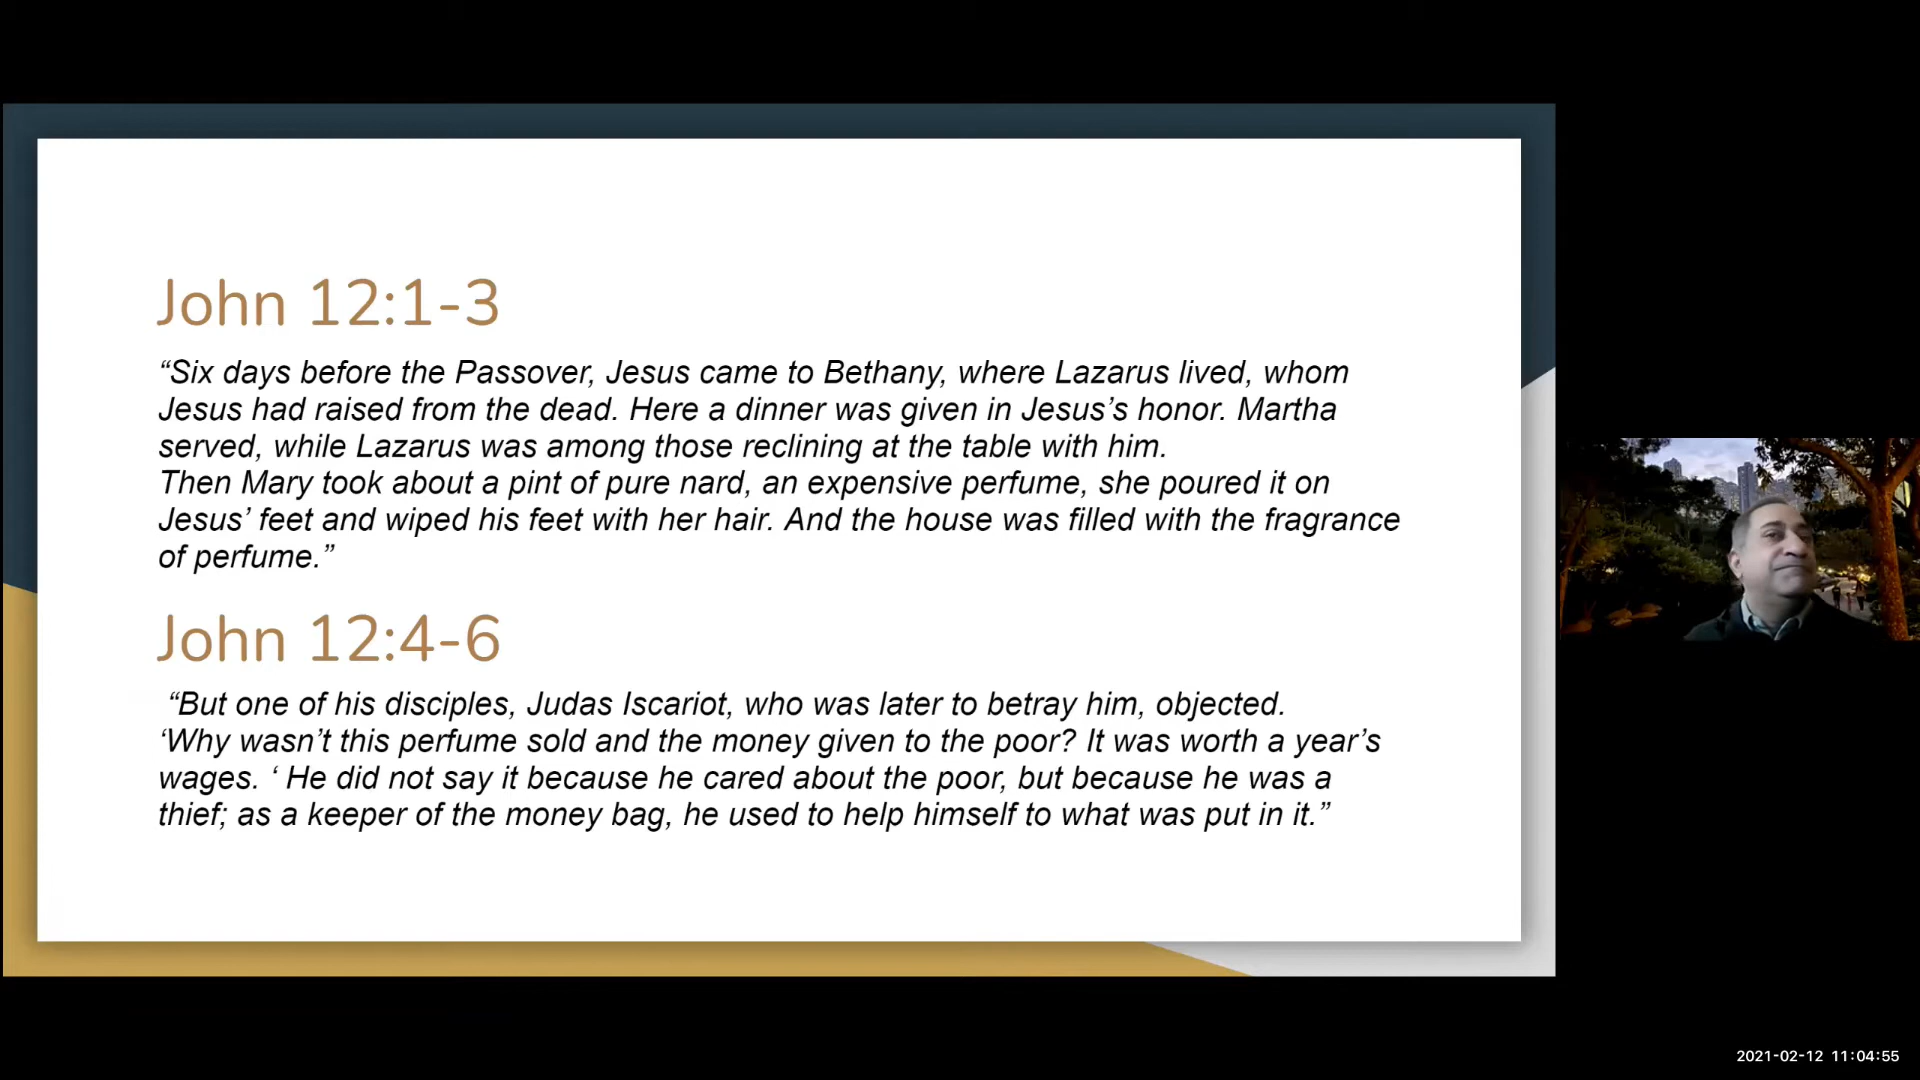 John 12:1-3
“Six days before the Passover, Jesus came to Bethany, where Lazarus lived, whom
Jesus had raised from the dead. Here a dinner was given in Jesus’s honor. Martha
served, while Lazarus was among those reclining at the table with him.
Then Mary took about a pint of pure nard, an expensive perfume, she poured it on
Jesus’ feet and wiped his feet with her hair. And the house was filled with the fragrance
of perfume.”
John 12:4-6
“But one of his disciples, Judas Iscariot, who was later to betray him, objected.
‘Why wasn’t this perfume sold and the money given to the poor? It was worth a year’s
wages. ‘ He did not say it because he cared about the poor, but because he was a
thief; as a keeper of the money bag, he used to help himself to what was put in it.”
2021-02-12 11:04:55